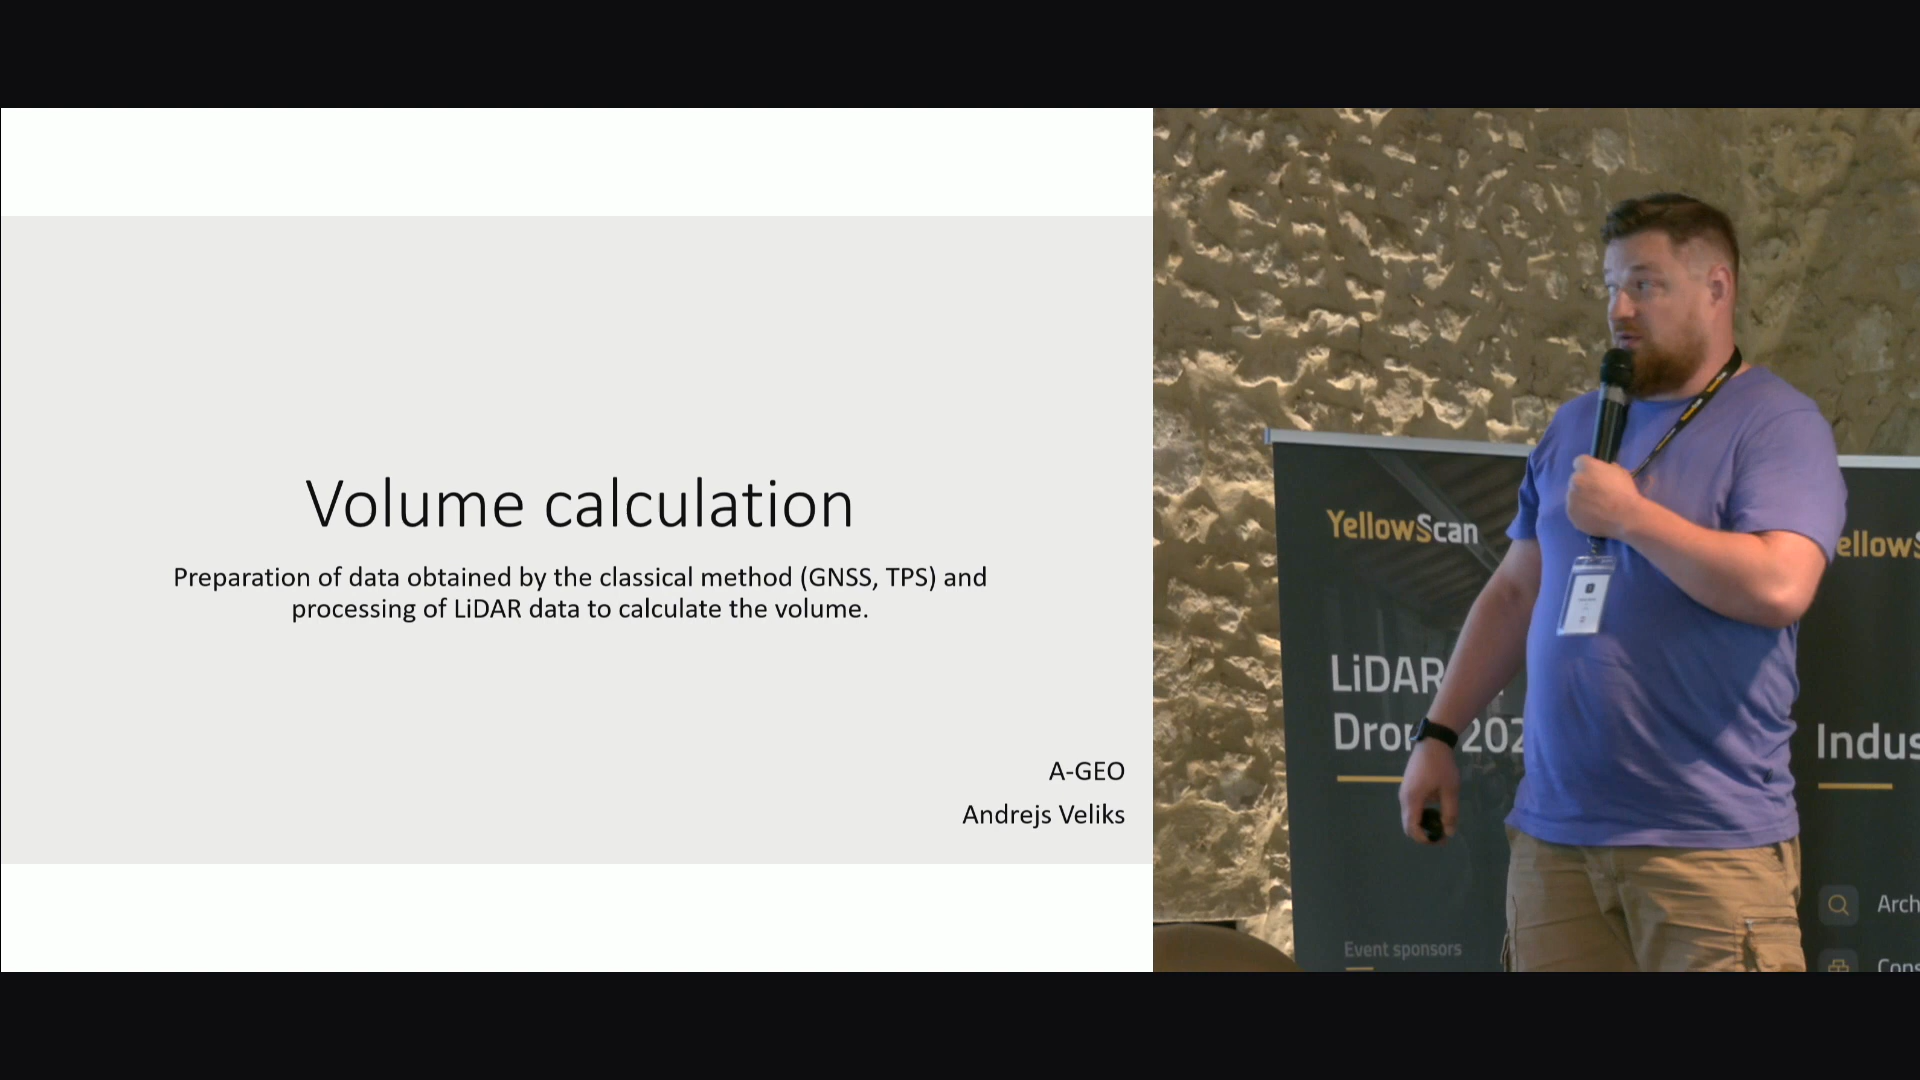 Volume calculation
Preparation of data obtained by the classical method (GNSS, TPS) and
processing of LiDAR data to calculate the volume.
A-GEO
Andrejs Veliks
YellowScan
LiDAR
Event sponsors